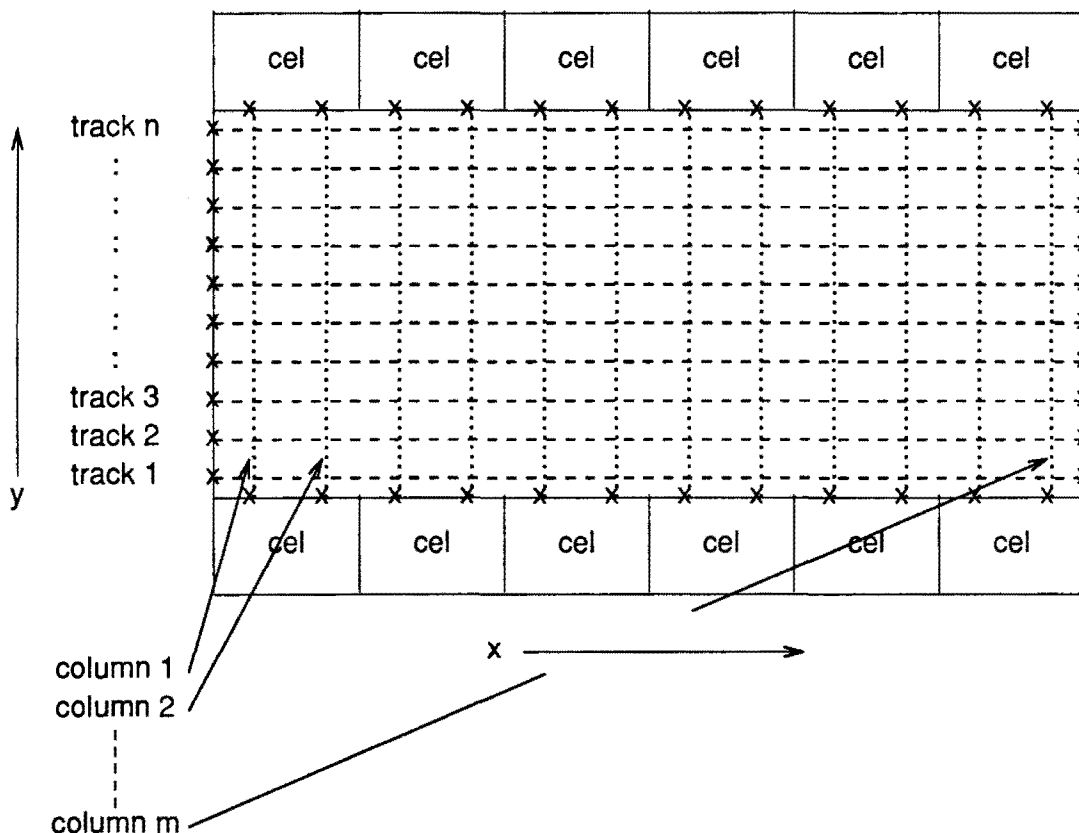 cel cel cel cel cel cel
x x x x x x x x x x x x
track n x
x
x
x
x
x
x
track 3 x
track 2 x
track 1 x
y
x x x x x x x x x x x x
cel cel cel cel cel cel
x
column 1
column 2
column m